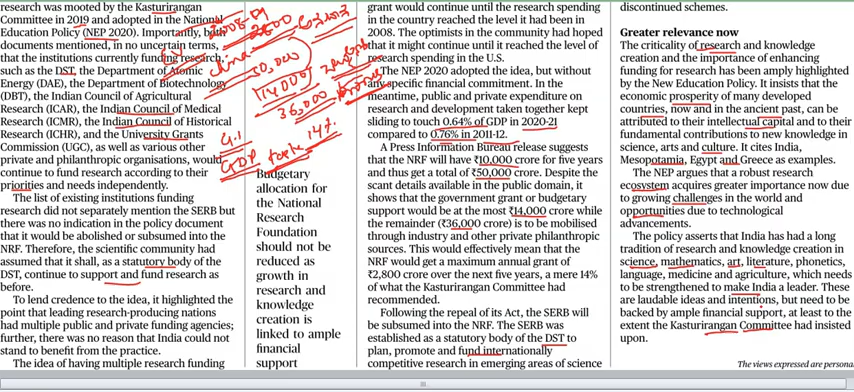 research was mooted by the Kasturirangan
Committee in 2019 and adopted in the National
Education Policy (NEP 2020). Importantly, both
documents mentioned, in no uncertain terms,
that the institutions currently funding research,
such as the DST, the Department of Atomic
Energy (DAE), the Department of Biotechnology
(DBT), the Indian Council of Agricultural
Research (ICAR), the Indian Council of Medical
Research (ICMR), the Indian Council of Historical
Research (ICHR), and the University Grants
Commission (UGC), as well as various other
private and philanthropic organisations, would
continue to fund research according to their
priorities and needs independently.
The list of existing institutions funding
research did not separately mention the SERB but
there was no indication in the policy document
that it would be abolished or subsumed into the
NRF. Therefore, the scientific community had
assumed that it shall, as a statutory body of the
DST, continue to support and fund research as
before.
To lend credence to the idea, it highlighted the
point that leading research-producing nations
had multiple public and private funding agencies;
further, there was no reason that India could not
stand to benefit from the practice.
The idea of having multiple research funding
2008-09
China
50,000
14000
36,000
GDP
14%
Budgetary
allocation for
the National
Research
Foundation
should not be
reduced as
growth in
research and
knowledge
creation is
linked to ample
financial
support
grant would continue until the research spending
in the country reached the level it had been in
2008. The optimists in the community had hoped
that it might continue until it reached the level of
research spending in the U.S.
The NEP 2020 adopted the idea, but without
any specific financial commitment. In the
meantime, public and private expenditure on
research and development taken together kept
sliding to touch 0.64% of GDP in 2020-21
compared to 0.76% in 2011-12.
A Press Information Bureau release suggests
that the NRF will have ₹10,000 crore for five years
and thus get a total of ₹50,000 crore. Despite the
scant details available in the public domain, it
shows that the government grant or budgetary
support would be at the most ₹14,000 crore while
the remainder (₹36,000 crore) is to be mobilised
through industry and other private philanthropic
sources. This would effectively mean that the
NRF would get a maximum annual grant of
₹2,800 crore over the next five years, a mere 14%
of what the Kasturirangan Committee had
recommended.
Following the repeal of its Act, the SERB will
be subsumed into the NRF. The SERB was
established as a statutory body of the DST to
plan, promote and fund internationally
competitive research in emerging areas of science
discontinued schemes.
Greater relevance now
The criticality of research and knowledge
creation and the importance of enhancing
funding for research has been amply highlighted
by the New Education Policy. It insists that the
economic prosperity of many developed
countries, now and in the ancient past, can be
attributed to their intellectual capital and to their
fundamental contributions to new knowledge in
science, arts and culture. It cites India,
Mesopotamia, Egypt and Greece as examples.
The NEP argues that a robust research
ecosystem acquires greater importance now due
to growing challenges in the world and
opportunities due to technological
advancements.
The policy asserts that India has had a long
tradition of research and knowledge creation in
science, mathematics, art, literature, phonetics,
language, medicine and agriculture, which needs
to be strengthened to make India a leader. These
are laudable ideas and intentions, but need to be
backed by ample financial support, at least to the
extent the Kasturirangan Committee had insisted
upon.
The views expressed are persona